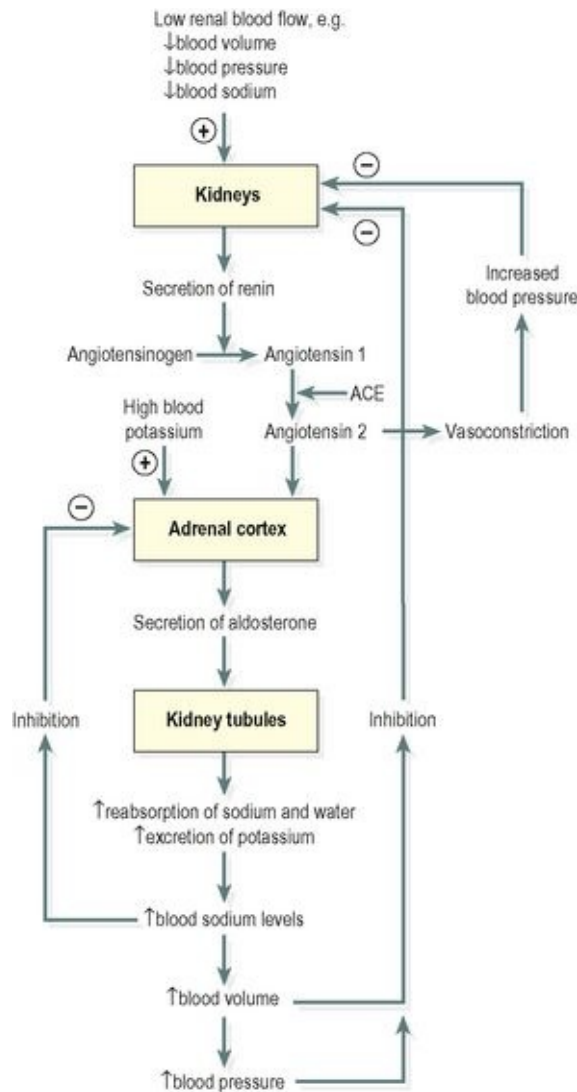 Low renal blood flow, e.g.
↓blood volume
↓blood pressure
↓blood sodium
+
−
Kidneys
−
Secretion of renin
Increased
blood pressure
Angiotensinogen
Angiotensin 1
ACE
High blood
potassium
Angiotensin 2
Vasoconstriction
+
−
Adrenal cortex
Secretion of aldosterone
Inhibition
Kidney tubules
Inhibition
↑reabsorption of sodium and water
↑excretion of potassium
↑blood sodium levels
↑blood volume
↑blood pressure